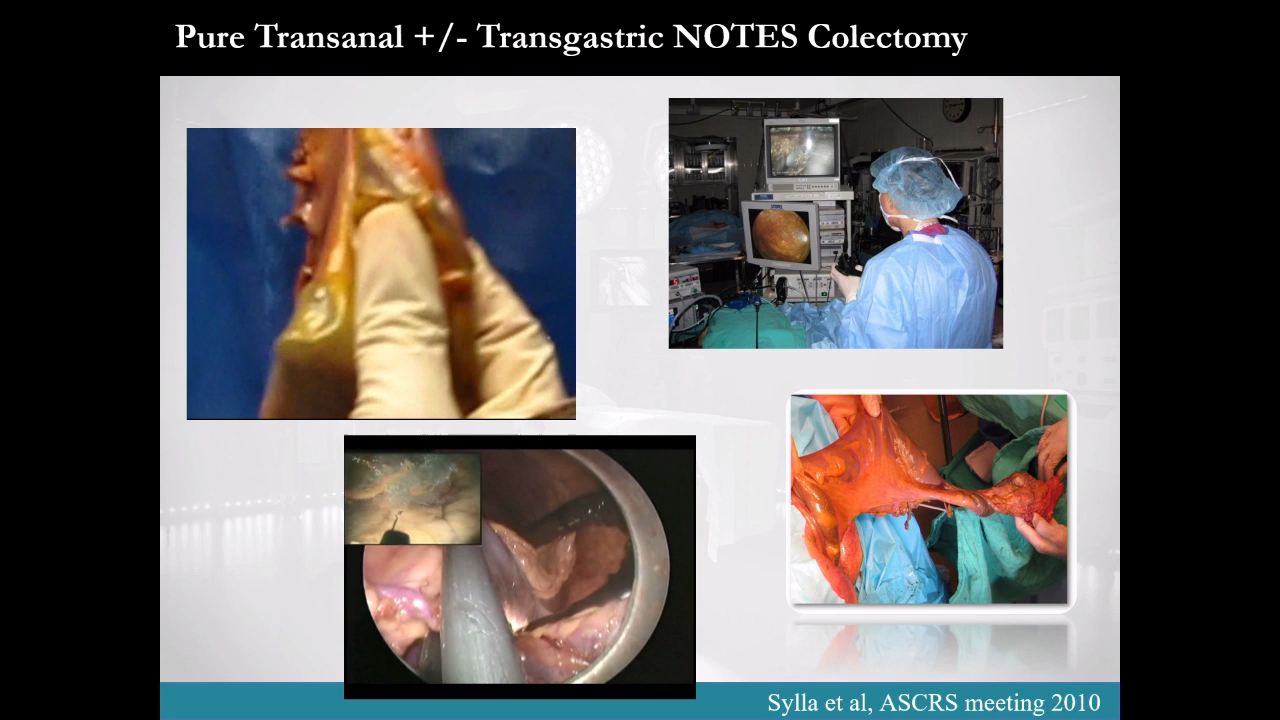 Pure Transanal +/- Transgastric NOTES Colectomy
Sylla et al, ASCRS meeting 2010